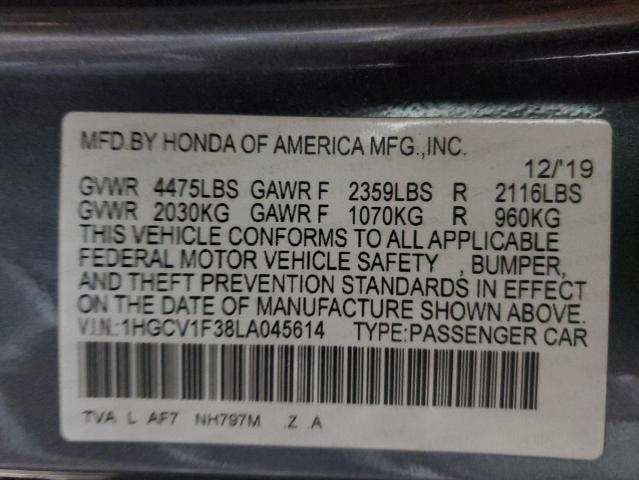 MFD.BY HONDA OF AMERICA MFG.,INC.
12/'19
GVWR 4475LBS GAWR F 2359LBS R 2116LBS
GVWR 2030KG GAWR F 1070KG R 960KG
THIS VEHICLE CONFORMS TO ALL APPLICABLE
FEDERAL MOTOR VEHICLE SAFETY , BUMPER,
AND THEFT PREVENTION STANDARDS IN EFFECT
ON THE DATE OF MANUFACTURE SHOWN ABOVE.
V.I.N.:1HGCV1F38LA045614 TYPE:PASSENGER CAR
TVA L AF7 NH797M .Z .A